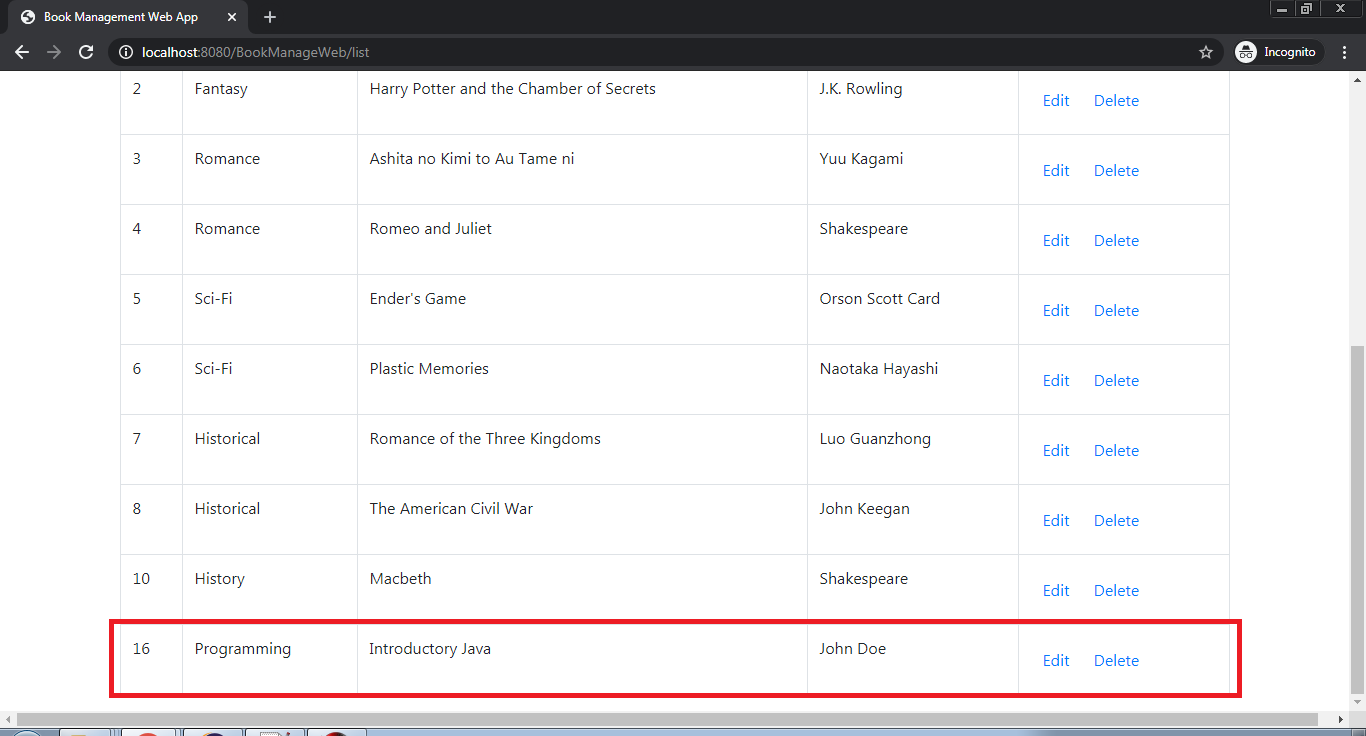 Book Management Web App
localhost:8080/BookManageWeb/list
Incognito
2 Fantasy Harry Potter and the Chamber of Secrets J.K. Rowling Edit Delete
3 Romance Ashita no Kimi to Au Tame ni Yuu Kagami Edit Delete
4 Romance Romeo and Juliet Shakespeare Edit Delete
5 Sci-Fi Ender's Game Orson Scott Card Edit Delete
6 Sci-Fi Plastic Memories Naotaka Hayashi Edit Delete
7 Historical Romance of the Three Kingdoms Luo Guanzhong Edit Delete
8 Historical The American Civil War John Keegan Edit Delete
10 History Macbeth Shakespeare Edit Delete
16 Programming Introductory Java John Doe Edit Delete